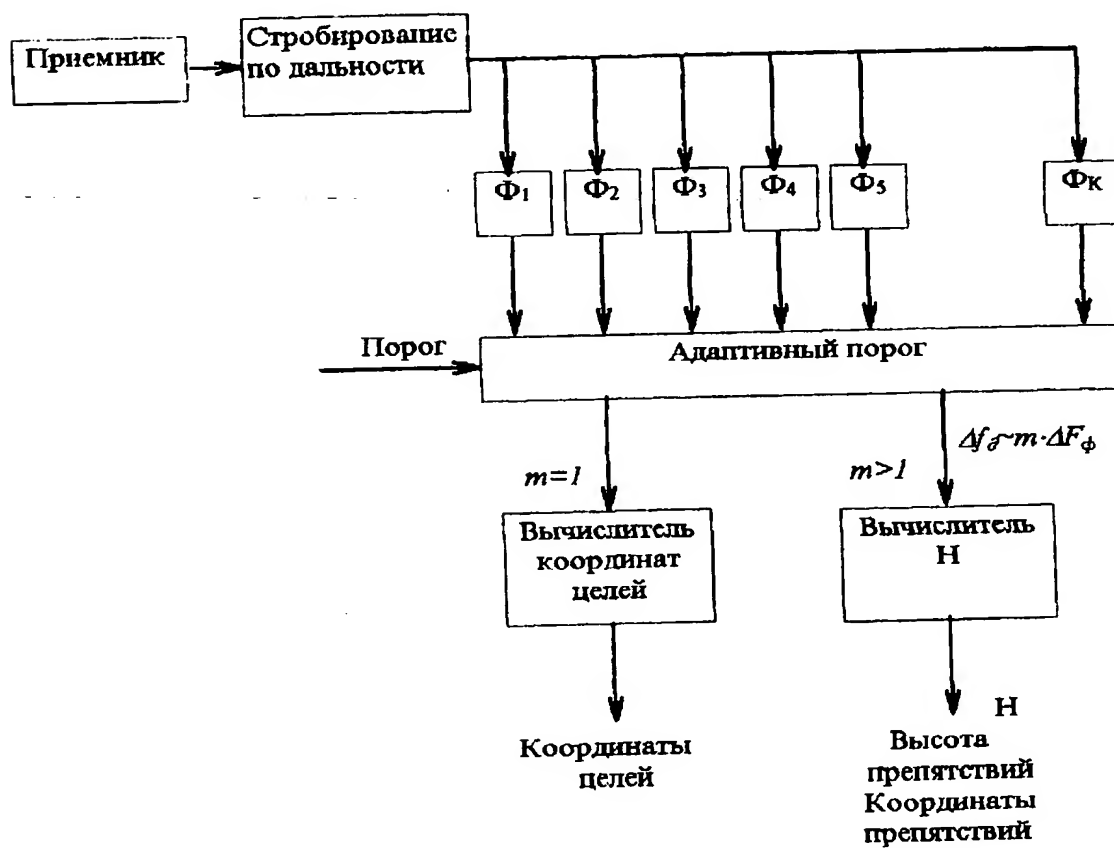 Приемник
Стробирование
по дальности
Ф₁
Ф₂
Ф₃
Ф₄
Ф₅
Фк
Порог
Адаптивный порог
m=1
m>1
Δf∂~m·ΔFф
Вычислитель
координат
целей
Вычислитель
Н
Координаты
целей
Н
Высота
препятствий
Координаты
препятствий